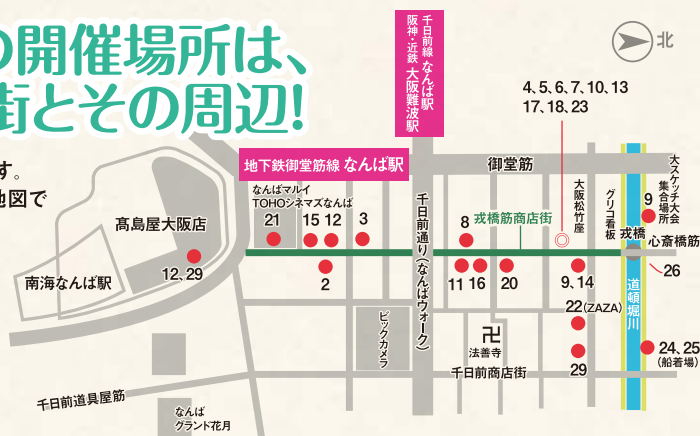 の開催場所は、
街とその周辺!
す。
地図で
北
千日前線 なんば駅
阪神・近鉄 大阪難波駅
4、5、6、7、10、13
17、18、23
地下鉄御堂筋線 なんば駅
御堂筋
なんばマルイ
TOHOシネマズなんば
21
15
12
3
2
髙島屋大阪店
12、29
南海なんば駅
千日前通り(なんばウォーク)
8
戎橋筋商店街
11
16
20
大阪松竹座
グリコ看板
9、14
22(ZAZA)
29
9
大スケッチ大会
集合場所
戎橋
心斎橋筋
26
道頓堀川
24、25
(船着場)
ビックカメラ
卍
法善寺
千日前商店街
千日前道具屋筋
なんば
グランド花月